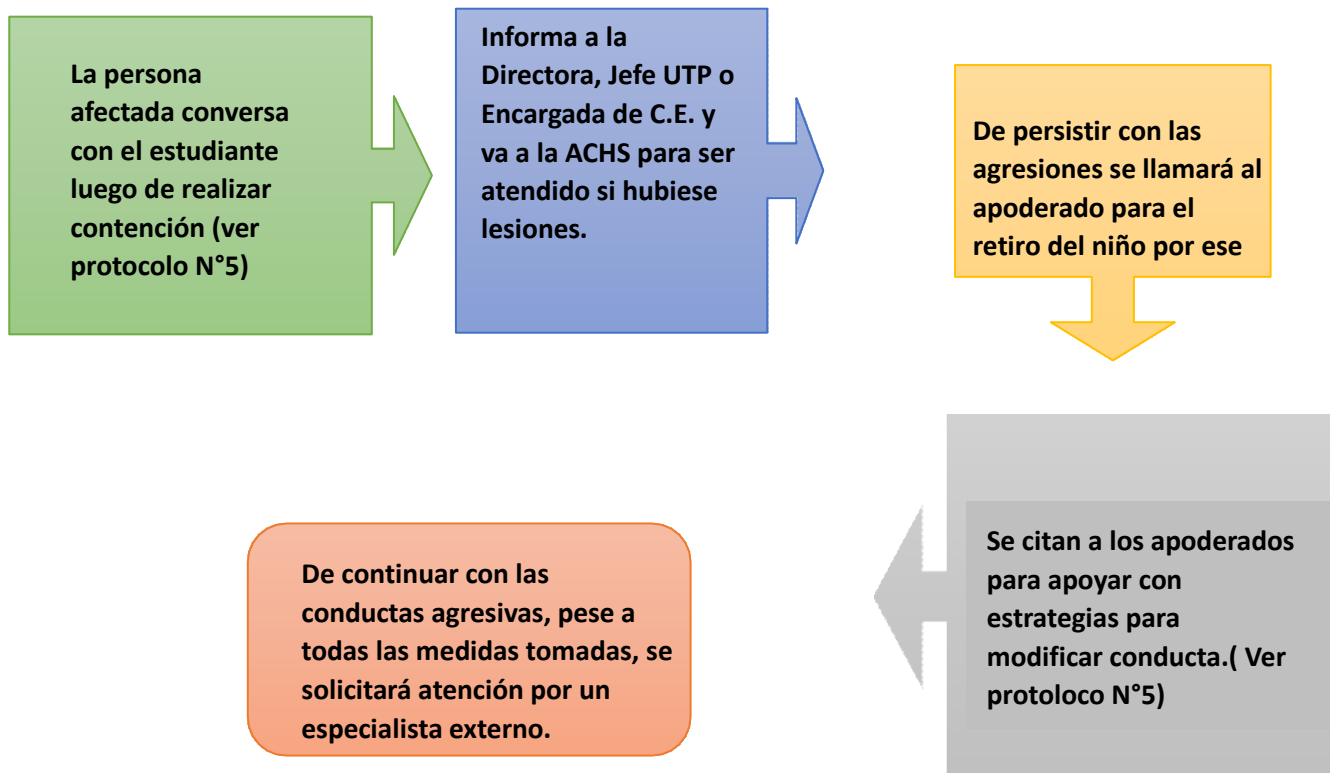 La persona
afectada conversa
con el estudiante
luego de realizar
contención (ver
protocolo N°5)
Informa a la
Directora, Jefe UTP o
Encargada de C.E. y
va a la ACHS para ser
atendido si hubiese
lesiones.
De persistir con las
agresiones se llamará al
apoderado para el
retiro del niño por ese
Se citan a los apoderados
para apoyar con
estrategias para
modificar conducta.( Ver
protoloco N°5)
De continuar con las
conductas agresivas, pese a
todas las medidas tomadas, se
solicitará atención por un
especialista externo.